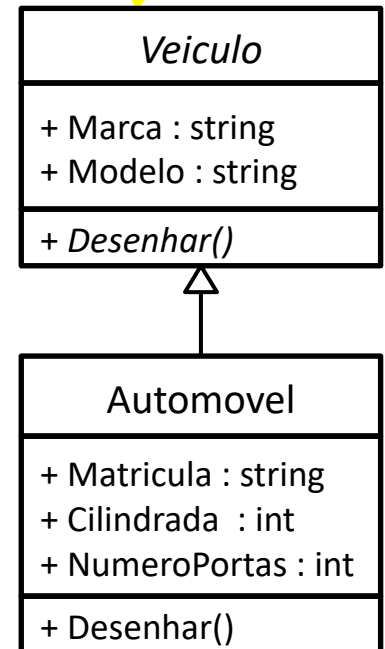 Veiculo
+ Marca : string
+ Modelo : string
+ Desenhar()
Automovel
+ Matricula : string
+ Cilindrada : int
+ NumeroPortas : int
+ Desenhar()